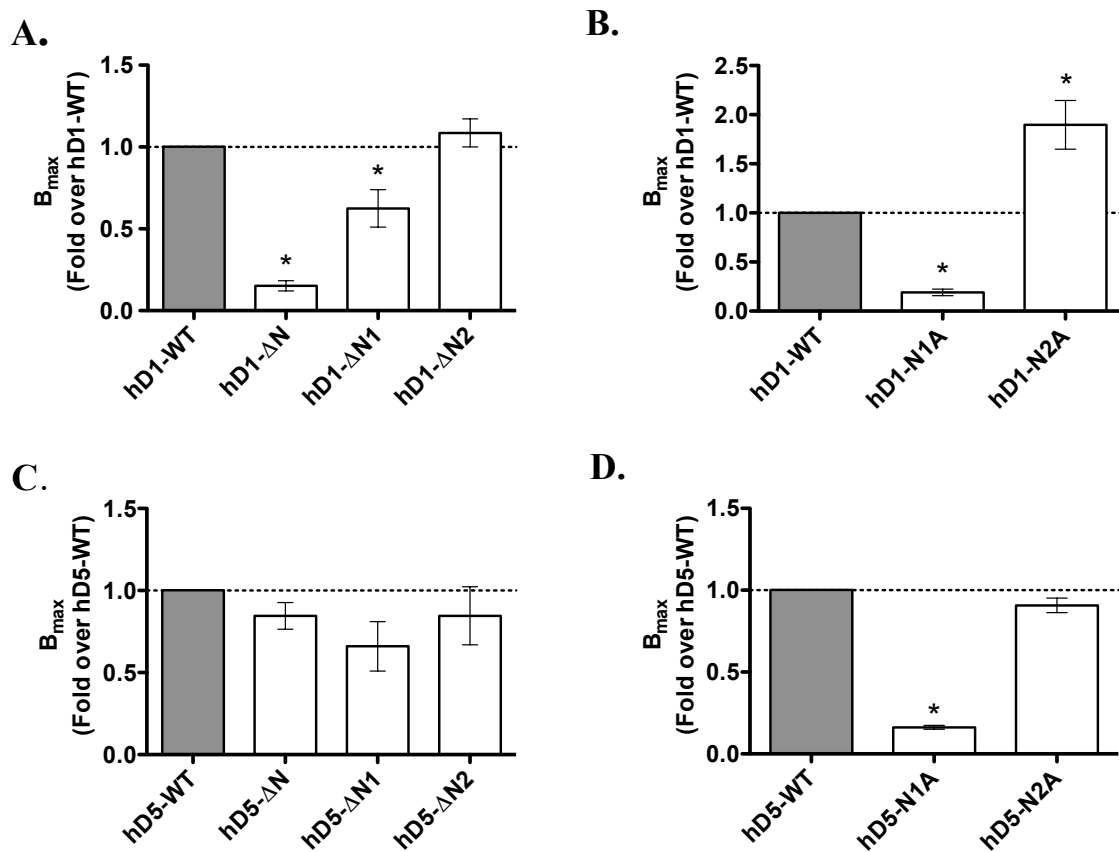 A.
B_max
(Fold over hD1-WT)
1.5
1.0
0.5
0.0
*
*
hD1-WT
hD1-ΔN
hD1-ΔN1
hD1-ΔN2
B.
B_max
(Fold over hD1-WT)
2.5
2.0
1.5
1.0
0.5
0.0
*
*
hD1-WT
hD1-N1A
hD1-N2A
C.
B_max
(Fold over hD5-WT)
1.5
1.0
0.5
0.0
hD5-WT
hD5-ΔN
hD5-ΔN1
hD5-ΔN2
D.
B_max
(Fold over hD5-WT)
1.5
1.0
0.5
0.0
*
hD5-WT
hD5-N1A
hD5-N2A